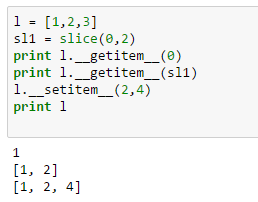 l = [1,2,3]
sl1 = slice(0,2)
print l.__getitem__(0)
print l.__getitem__(sl1)
l.__setitem__(2,4)
print l
1
[1, 2]
[1, 2, 4]